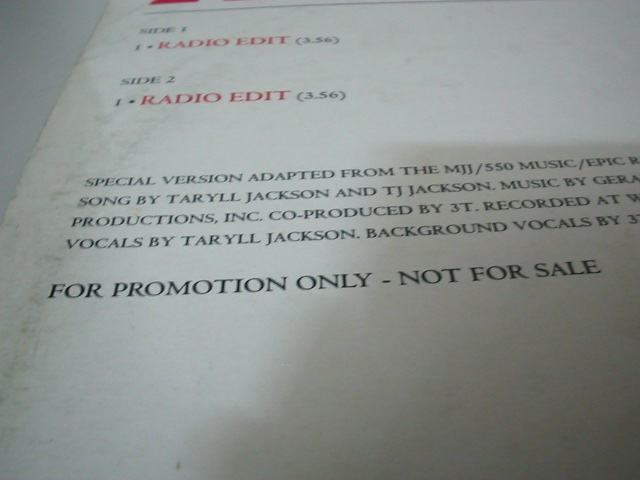 SIDE 1
1 • RADIO EDIT (3.56)
SIDE 2
1 • RADIO EDIT (3.56)
SPECIAL VERSION ADAPTED FROM THE MJJ/550 MUSIC/EPIC R
SONG BY TARYLL JACKSON AND TJ JACKSON. MUSIC BY GERA
PRODUCTIONS, INC. CO-PRODUCED BY 3T. RECORDED AT W
VOCALS BY TARYLL JACKSON. BACKGROUND VOCALS BY 3T
FOR PROMOTION ONLY - NOT FOR SALE